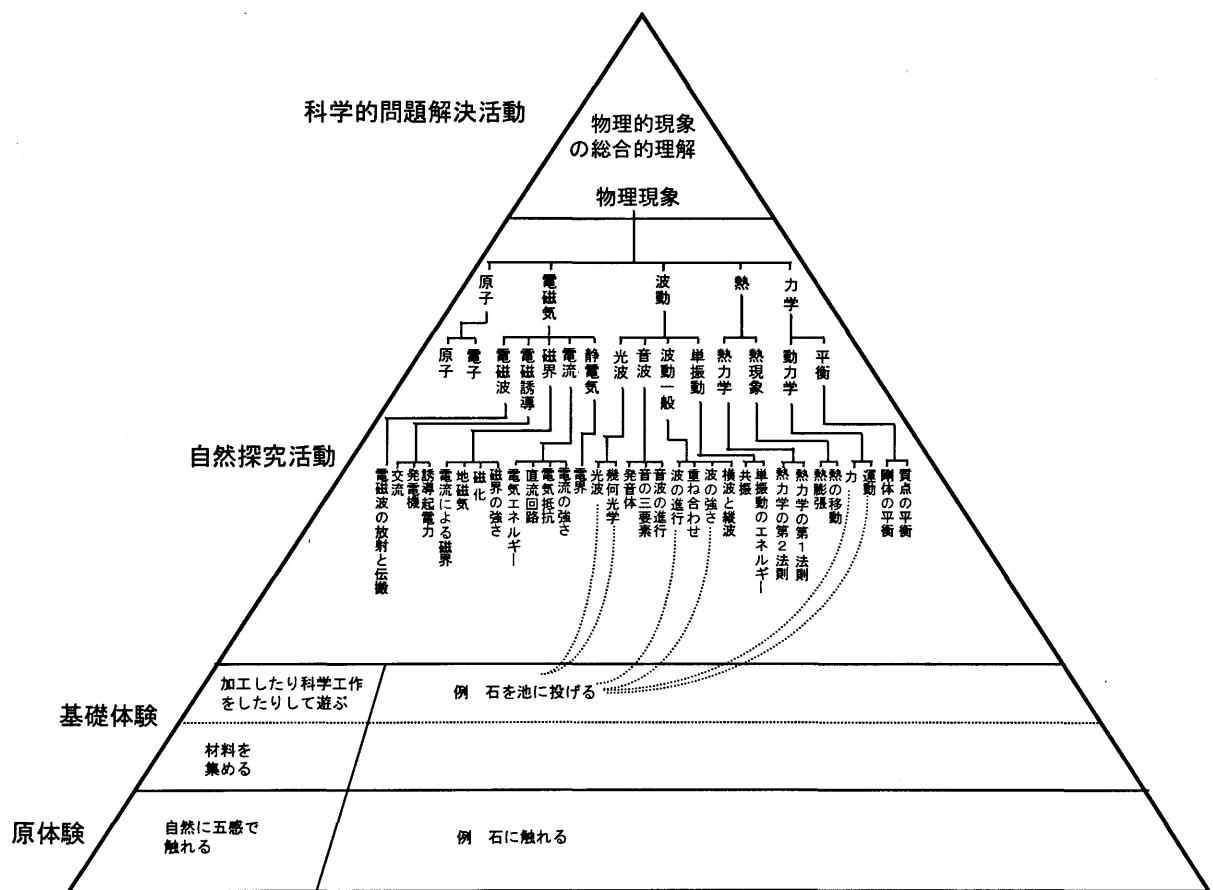 科学的問題解決活動
物理的現象
の総合的理解
物理現象
原子
電磁気
波動
熱
力学
原子
電子
電磁波
電磁誘導
磁界
電流
静電気
光波
音波
波動一般
単振動
熱力学
熱現象
動力学
平衡
自然探究活動
電磁波の放射と伝搬
交流
発電機
誘導起電力
電流による磁界
地磁気
磁化
磁界の強さ
電気エネルギー
直流回路
電気抵抗
電流の強さ
電界
光波
幾何光学
発音体
音の三要素
音波の進行
波の進行
重ね合わせ
波の強さ
横波と縦波
共振
単振動のエネルギー
熱力学の第2法則
熱力学の第1法則
熱膨張
熱の移動
力
運動
剛体の平衡
質点の平衡
基礎体験
加工したり科学工作
をしたりして遊ぶ
例 石を池に投げる
材料を
集める
原体験
自然に五感で
触れる
例 石に触れる